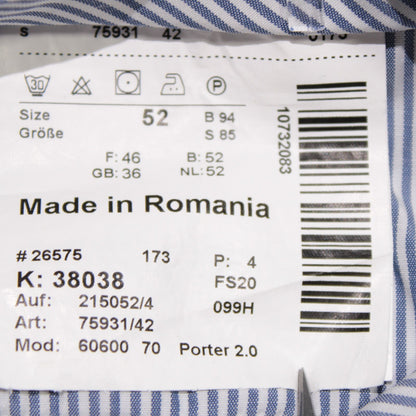 s 75931 42
30 P
Size 52 B 94
Größe S 85
F: 46 B: 52
GB: 36 NL: 52
10732083
Made in Romania
# 26575 173 P: 4
K: 38038 FS20
Auf: 215052/4 099H
Art: 75931/42
Mod: 60600 70 Porter 2.0